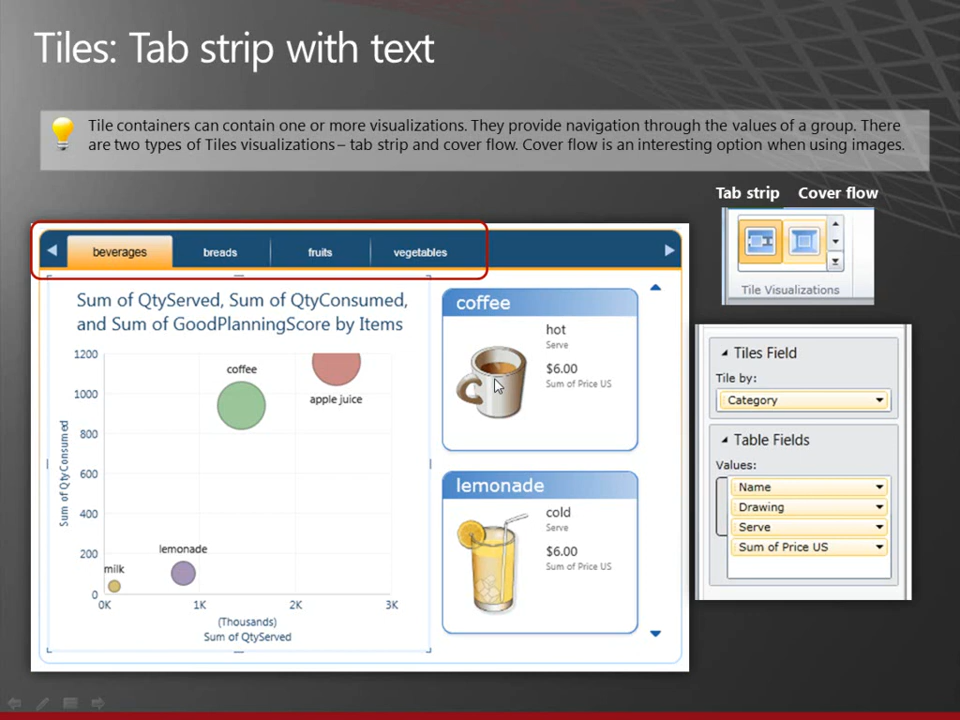 Tiles: Tab strip with text
Tile containers can contain one or more visualizations. They provide navigation through the values of a group. There
are two types of Tiles visualizations – tab strip and cover flow. Cover flow is an interesting option when using images.
Tab strip Cover flow
Tile Visualizations
beverages breads fruits vegetables
Sum of QtyServed, Sum of QtyConsumed,
and Sum of GoodPlanningScore by Items
1200
1000
800
600
400
200
0
Sum of QtyConsumed
coffee
apple juice
lemonade
milk
0K 1K 2K 3K
(Thousands)
Sum of QtyServed
coffee
hot
Serve
$6.00
Sum of Price US
lemonade
cold
Serve
$6.00
Sum of Price US
Tiles Field
Tile by:
Category
Table Fields
Values:
Name
Drawing
Serve
Sum of Price US